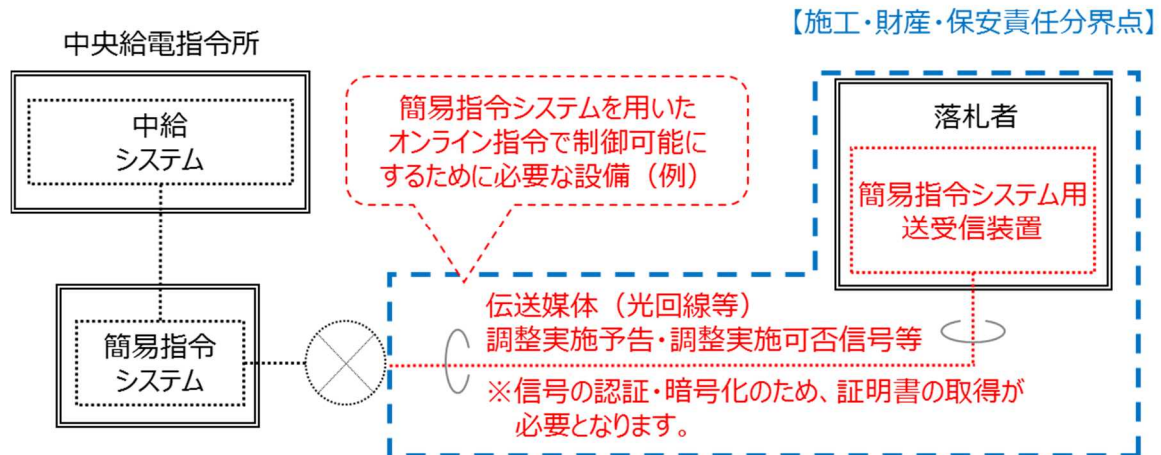 【施工・財産・保安責任分界点】
中央給電指令所
中給
システム
簡易指令システムを用いた
オンライン指令で制御可能に
するために必要な設備（例）
落札者
簡易指令システム用
送受信装置
伝送媒体（光回線等）
調整実施予告・調整実施可否信号等
簡易指令
システム
※信号の認証・暗号化のため、証明書の取得が
必要となります。